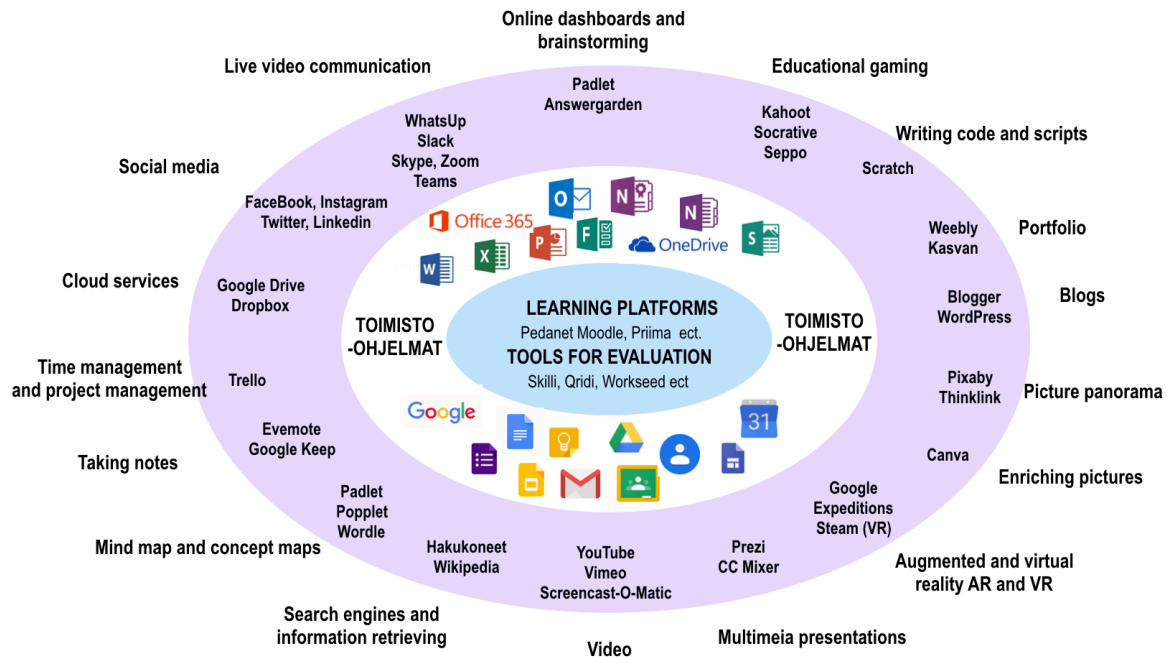 Online dashboards and
brainstorming
Live video communication
Educational gaming
Padlet
Answergarden
WhatsUp
Slack
Skype, Zoom
Teams
Kahoot
Socrative
Seppo
Writing code and scripts
Scratch
Social media
FaceBook, Instagram
Twitter, Linkedin
Office 365
O
N
N
W
X
P
F
OneDrive
S
Weebly
Kasvan
Portfolio
Cloud services
Google Drive
Dropbox
Blogger
WordPress
Blogs
TOIMISTO
-OHJELMAT
LEARNING PLATFORMS
Pedanet Moodle, Priima ect.
TOOLS FOR EVALUATION
Skilli, Qridi, Workseed ect
TOIMISTO
-OHJELMAT
Time management
and project management
Trello
Pixaby
Thinklink
Picture panorama
Google
31
Evemote
Google Keep
Taking notes
Canva
Enriching pictures
Padlet
Popplet
Wordle
Mind map and concept maps
Google
Expeditions
Steam (VR)
Augmented and virtual
reality AR and VR
Hakukoneet
Wikipedia
YouTube
Vimeo
Screencast-O-Matic
Prezi
CC Mixer
Search engines and
information retrieving
Video
Multimeia presentations